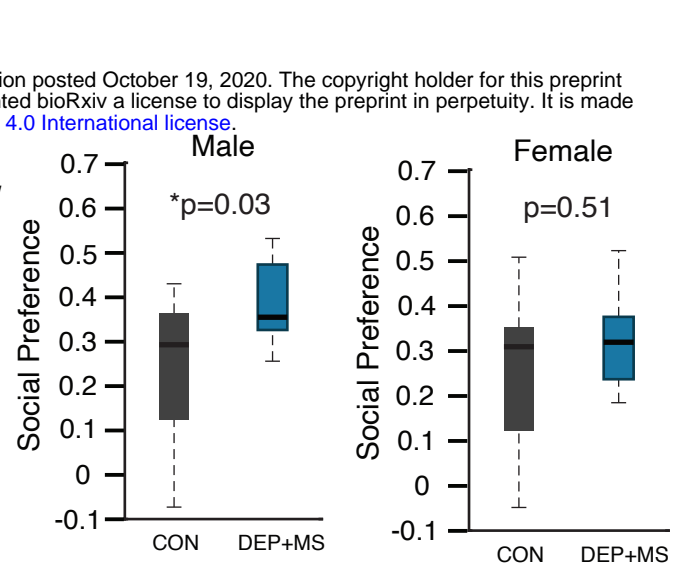 ion posted October 19, 2020. The copyright holder for this preprint
ted bioRxiv a license to display the preprint in perpetuity. It is made
4.0 International license.
Male
Female
0.7
0.6
0.5
0.4
0.3
0.2
0.1
0
-0.1
Social Preference
*p=0.03
CON
DEP+MS
0.7
0.6
0.5
0.4
0.3
0.2
0.1
0
-0.1
Social Preference
p=0.51
CON
DEP+MS